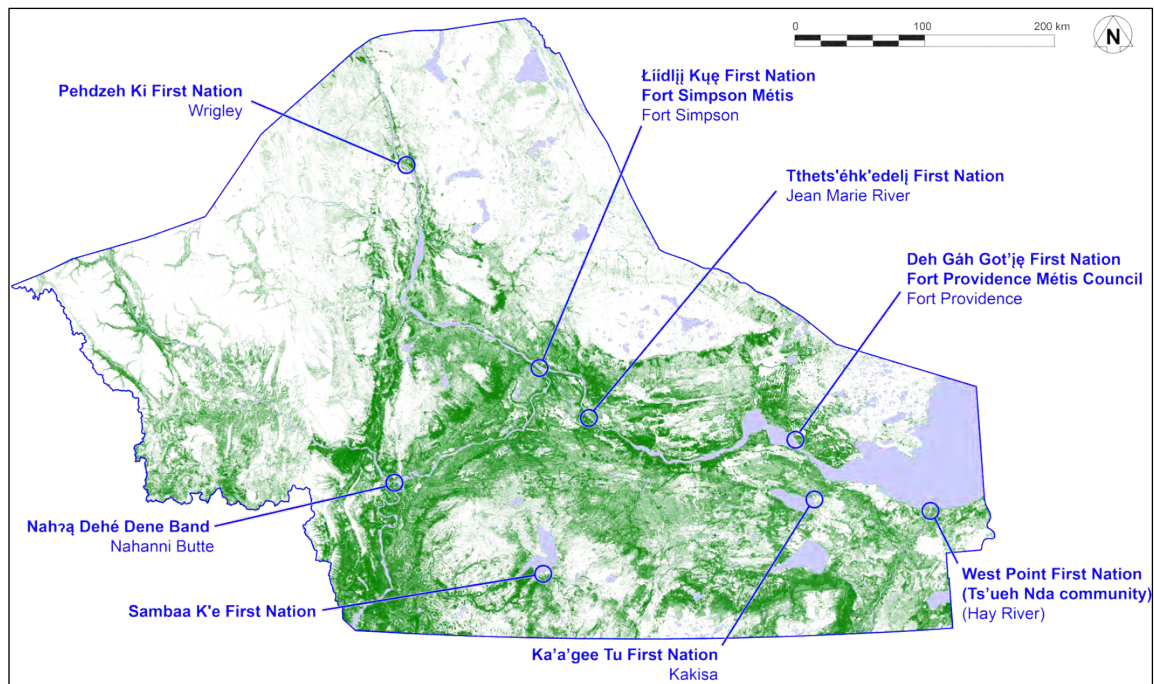 0 100 200 km
N
Pehdzeh Ki First Nation
Wrigley
Łíídlįį Kųę First Nation
Fort Simpson Métis
Fort Simpson
Tthets'éhk'edelį First Nation
Jean Marie River
Deh Gáh Got'įę First Nation
Fort Providence Métis Council
Fort Providence
Nahɂą Dehé Dene Band
Nahanni Butte
Sambaa K'e First Nation
West Point First Nation
(Ts'ueh Nda community)
(Hay River)
Ka'a'gee Tu First Nation
Kakisa